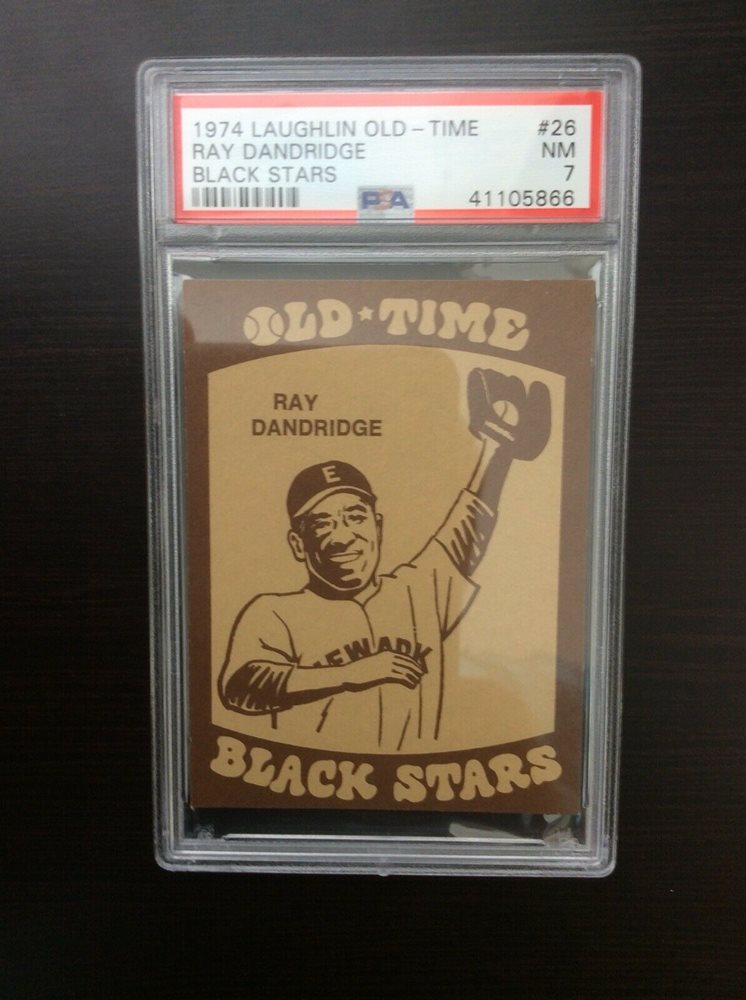 1974 LAUGHLIN OLD-TIME #26
RAY DANDRIDGE NM
BLACK STARS 7
PSA 41105866
OLD★TIME
RAY
DANDRIDGE
E
NEWARK
BLACK STARS